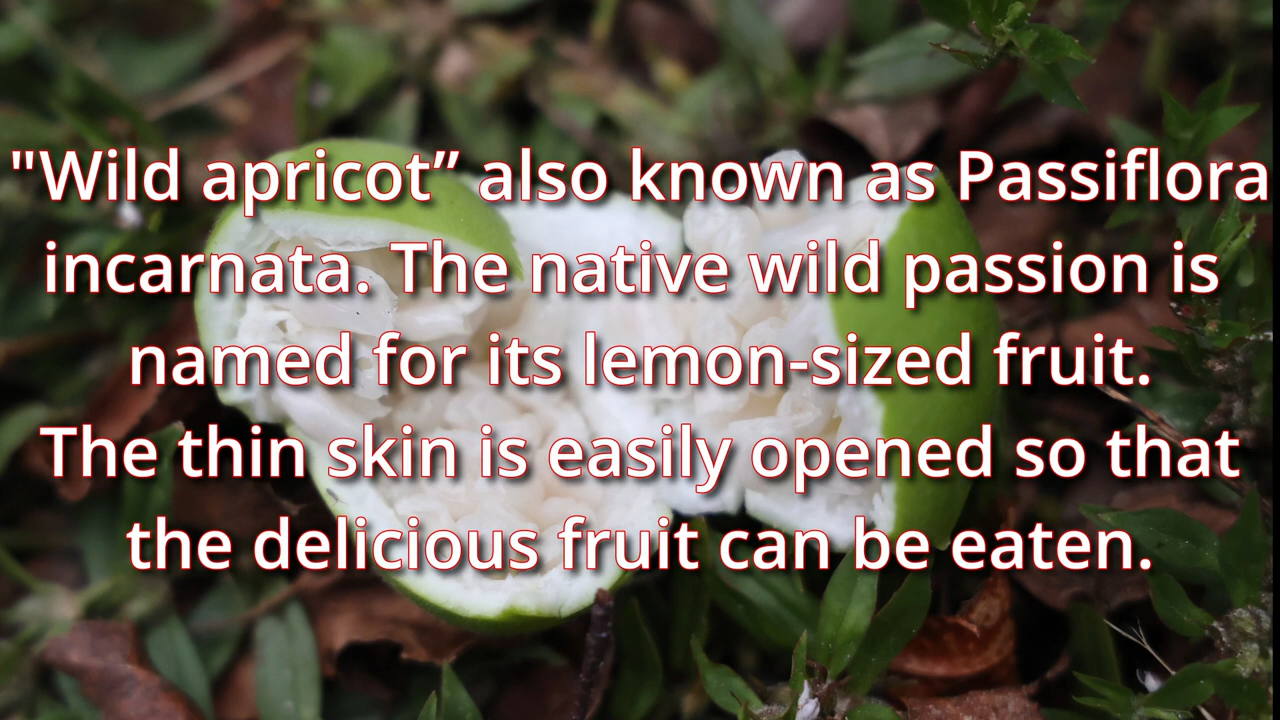 "Wild apricot” also known as Passiflora
incarnata. The native wild passion is
named for its lemon-sized fruit.
The thin skin is easily opened so that
the delicious fruit can be eaten.